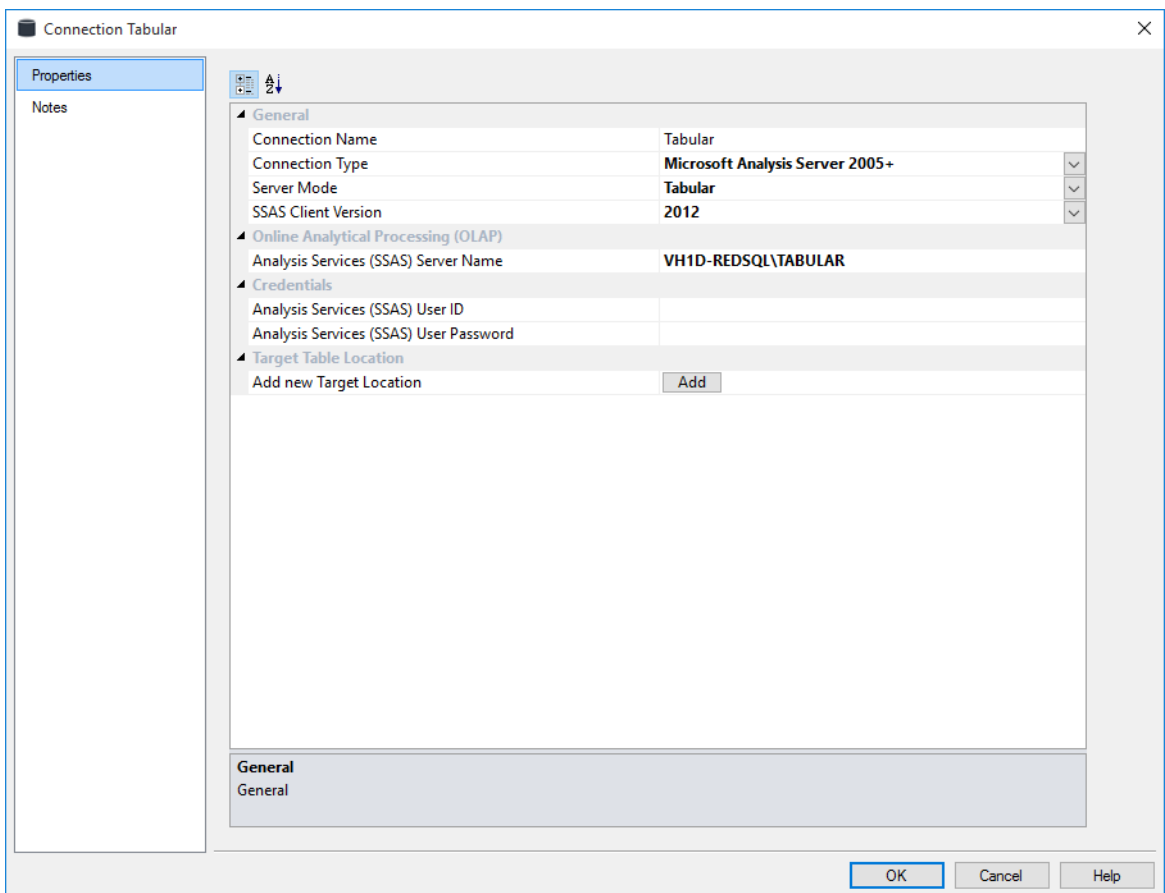 Connection Tabular
Properties
Notes
General
Connection Name Tabular
Connection Type Microsoft Analysis Server 2005+
Server Mode Tabular
SSAS Client Version 2012
Online Analytical Processing (OLAP)
Analysis Services (SSAS) Server Name VH1D-REDSQL\TABULAR
Credentials
Analysis Services (SSAS) User ID
Analysis Services (SSAS) User Password
Target Table Location
Add new Target Location Add
General
General
OK Cancel Help